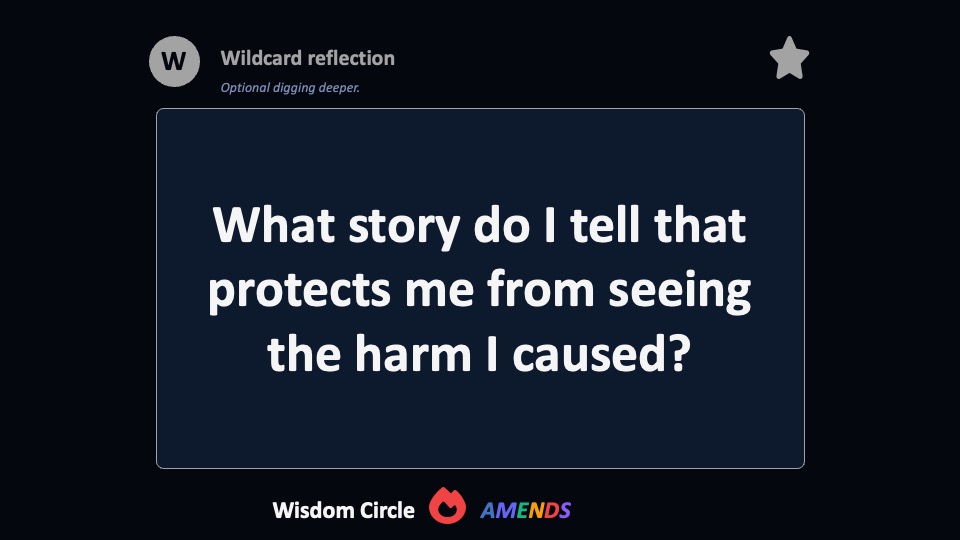 W
Wildcard reflection
Optional digging deeper.
What story do I tell that
protects me from seeing
the harm I caused?
Wisdom Circle AMENDS